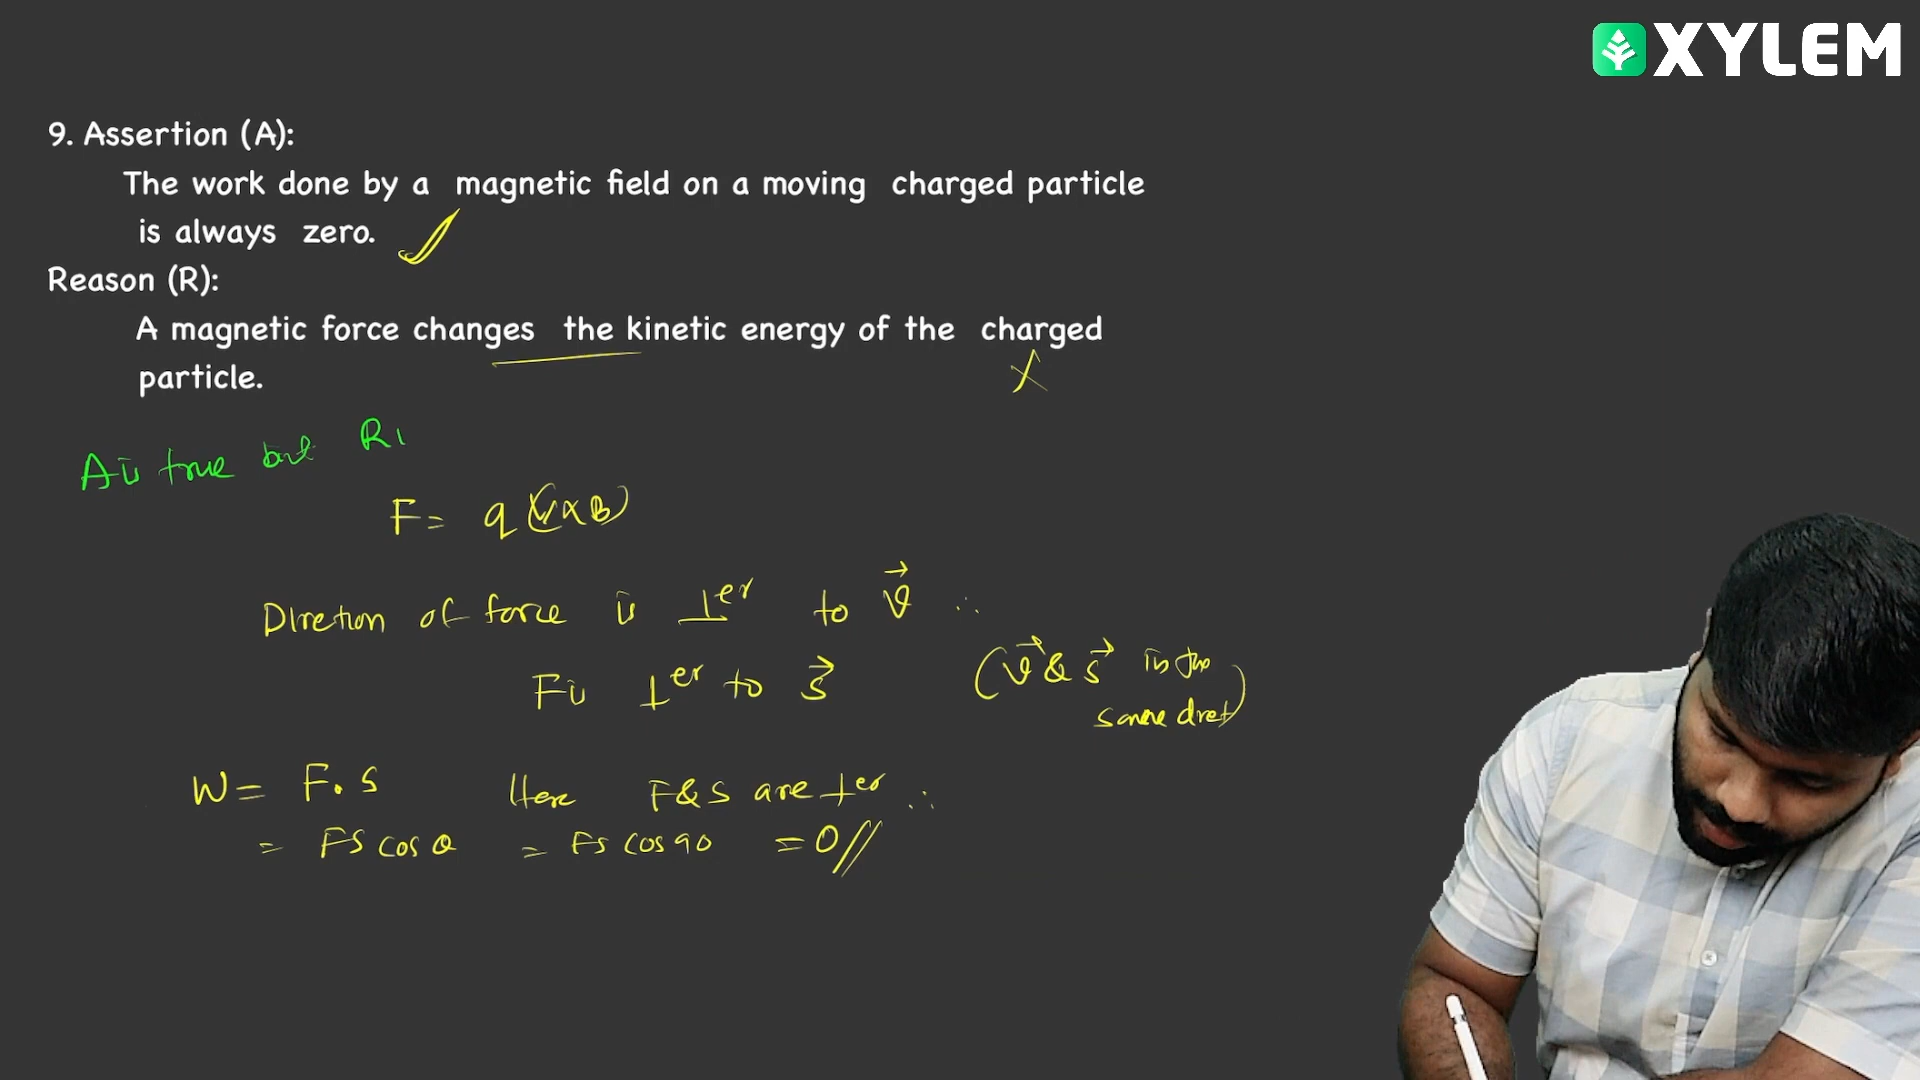 XYLEM
9. Assertion (A):
The work done by a magnetic field on a moving charged particle
is always zero.
Reason (R):
A magnetic force changes the kinetic energy of the charged
particle.
A is true but R
F = q (V×B)
Direction of force is ⊥er to v⃗ ∴
F is ⊥er to s⃗ (v⃗ & s⃗ in the
same dret)
W = F. s Here F & S are ⊥er ∴
= FS cos θ = Fs cos 90 = 0//